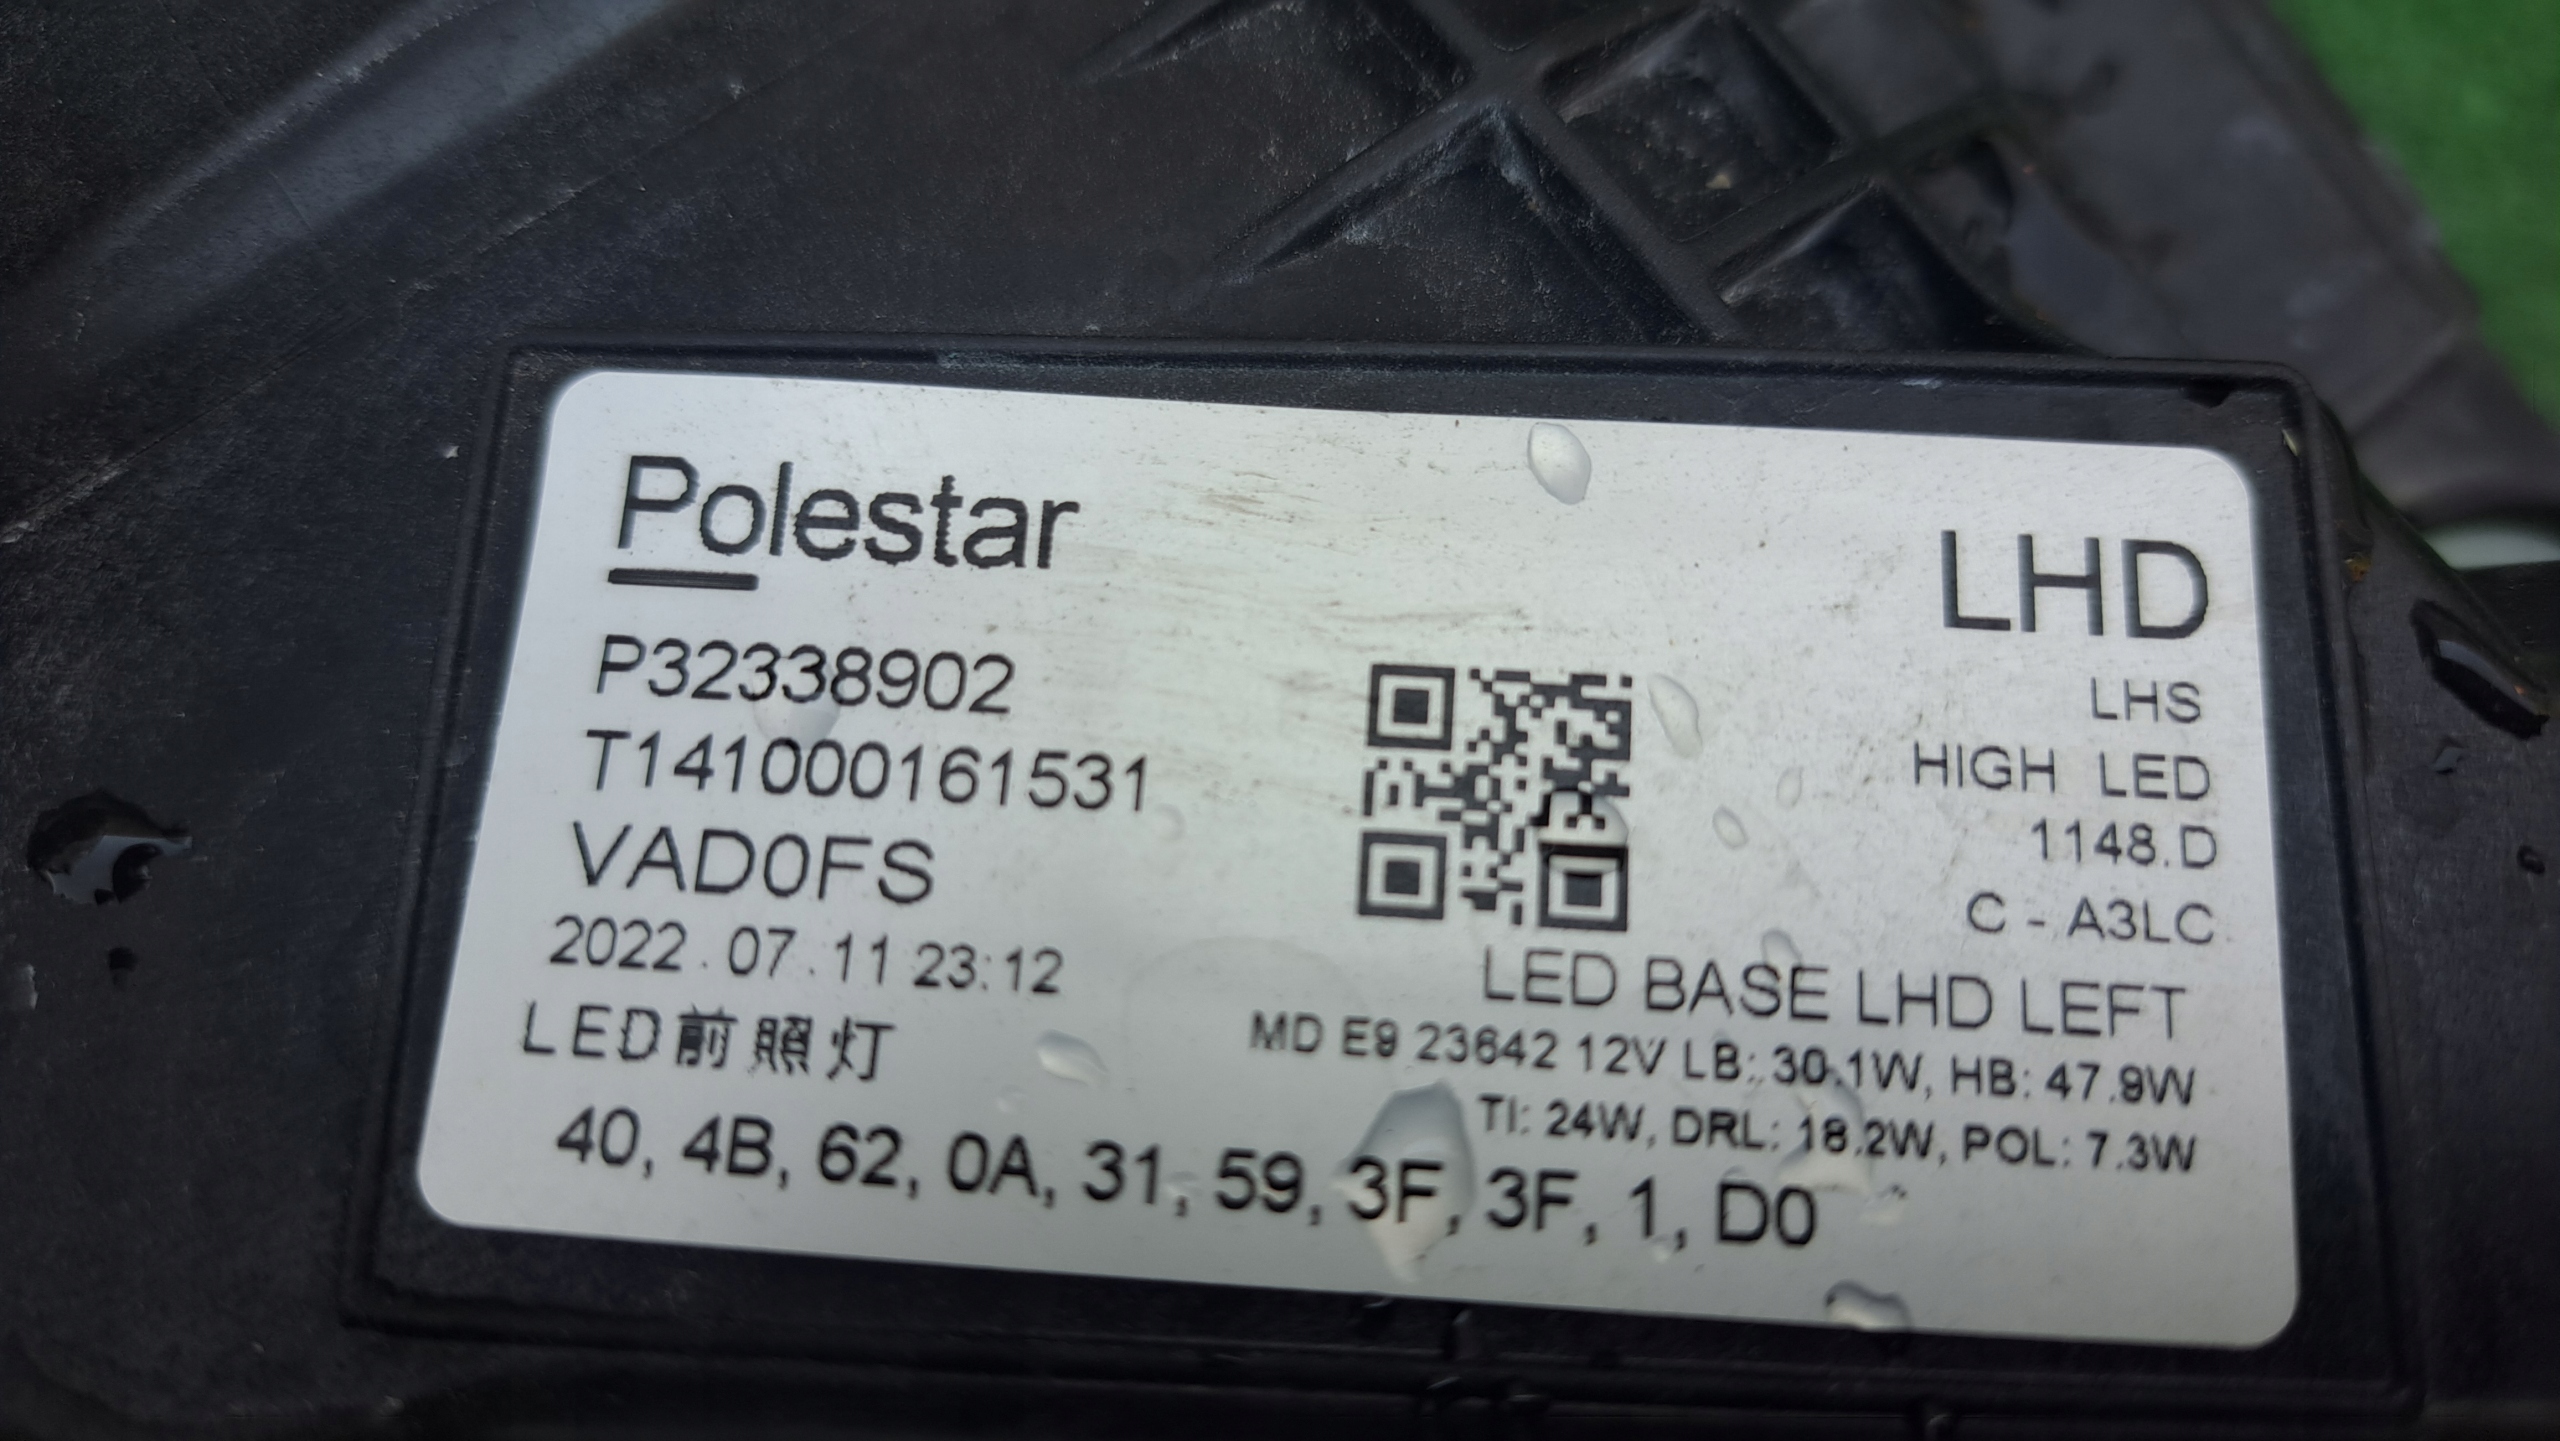 Polestar
LHD
P32338902
LHS
T141000161531
HIGH LED
VAD0FS
1148.D
2022.07.11 23:12
C - A3LC
LED前照灯
LED BASE LHD LEFT
MD E9 23642 12V LB: 30.1W, HB: 47.9W
TI: 24W, DRL: 18.2W, POL: 7.3W
40, 4B, 62, 0A, 31, 59, 3F, 3F, 1, D0